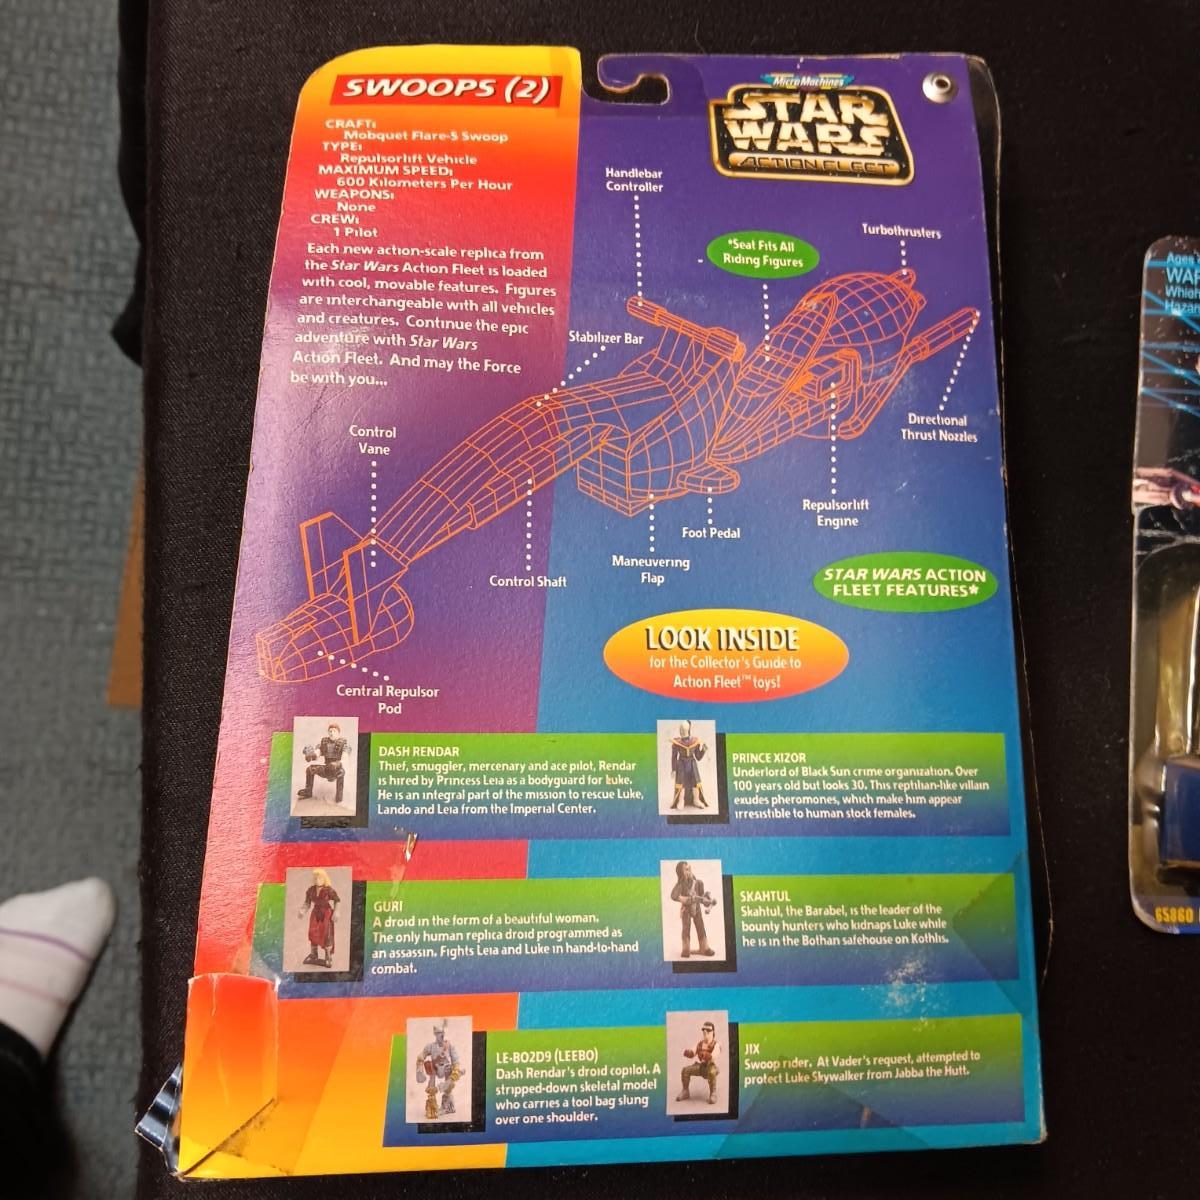 SWOOPS (2)
CRAFT:
Mobquet Flare-S Swoop
TYPE:
Repulsorlift Vehicle
MAXIMUM SPEED:
600 Kilometers Per Hour
WEAPONS:
None
CREW:
1 Pilot
Each new action-scale replica from
the Star Wars Action Fleet is loaded
with cool, movable features. Figures
are interchangeable with all vehicles
and creatures. Continue the epic
adventure with Star Wars
Action Fleet. And may the Force
be with you...
MicroMachines
STAR
WARS
ACTION FLEET
Handlebar
Controller
*Seat Fits All
Riding Figures
Turbothrusters
Stabilizer Bar
Directional
Thrust Nozzles
Control
Vane
Repulsorlift
Engine
Foot Pedal
Maneuvering
Flap
Control Shaft
STAR WARS ACTION
FLEET FEATURES*
LOOK INSIDE
for the Collector's Guide to
Action Fleet™ toys!
Central Repulsor
Pod
DASH RENDAR
Thief, smuggler, mercenary and ace pilot, Rendar
is hired by Princess Leia as a bodyguard for Luke.
He is an integral part of the mission to rescue Luke,
Lando and Leia from the Imperial Center.
PRINCE XIZOR
Underlord of Black Sun crime organization. Over
100 years old but looks 30. This reptilian-like villain
exudes pheromones, which make him appear
irresistible to human stock females.
GURI
A droid in the form of a beautiful woman.
The only human replica droid programmed as
an assassin. Fights Leia and Luke in hand-to-hand
combat.
SKAHTUL
Skahtul, the Barabel, is the leader of the
bounty hunters who kidnaps Luke while
he is in the Bothan safehouse on Kothlis.
LE-BO2D9 (LEEBO)
Dash Rendar's droid copilot. A
stripped-down skeletal model
who carries a tool bag slung
over one shoulder.
JIX
Swoop rider. At Vader's request, attempted to
protect Luke Skywalker from Jabba the Hutt.
Ages
65860